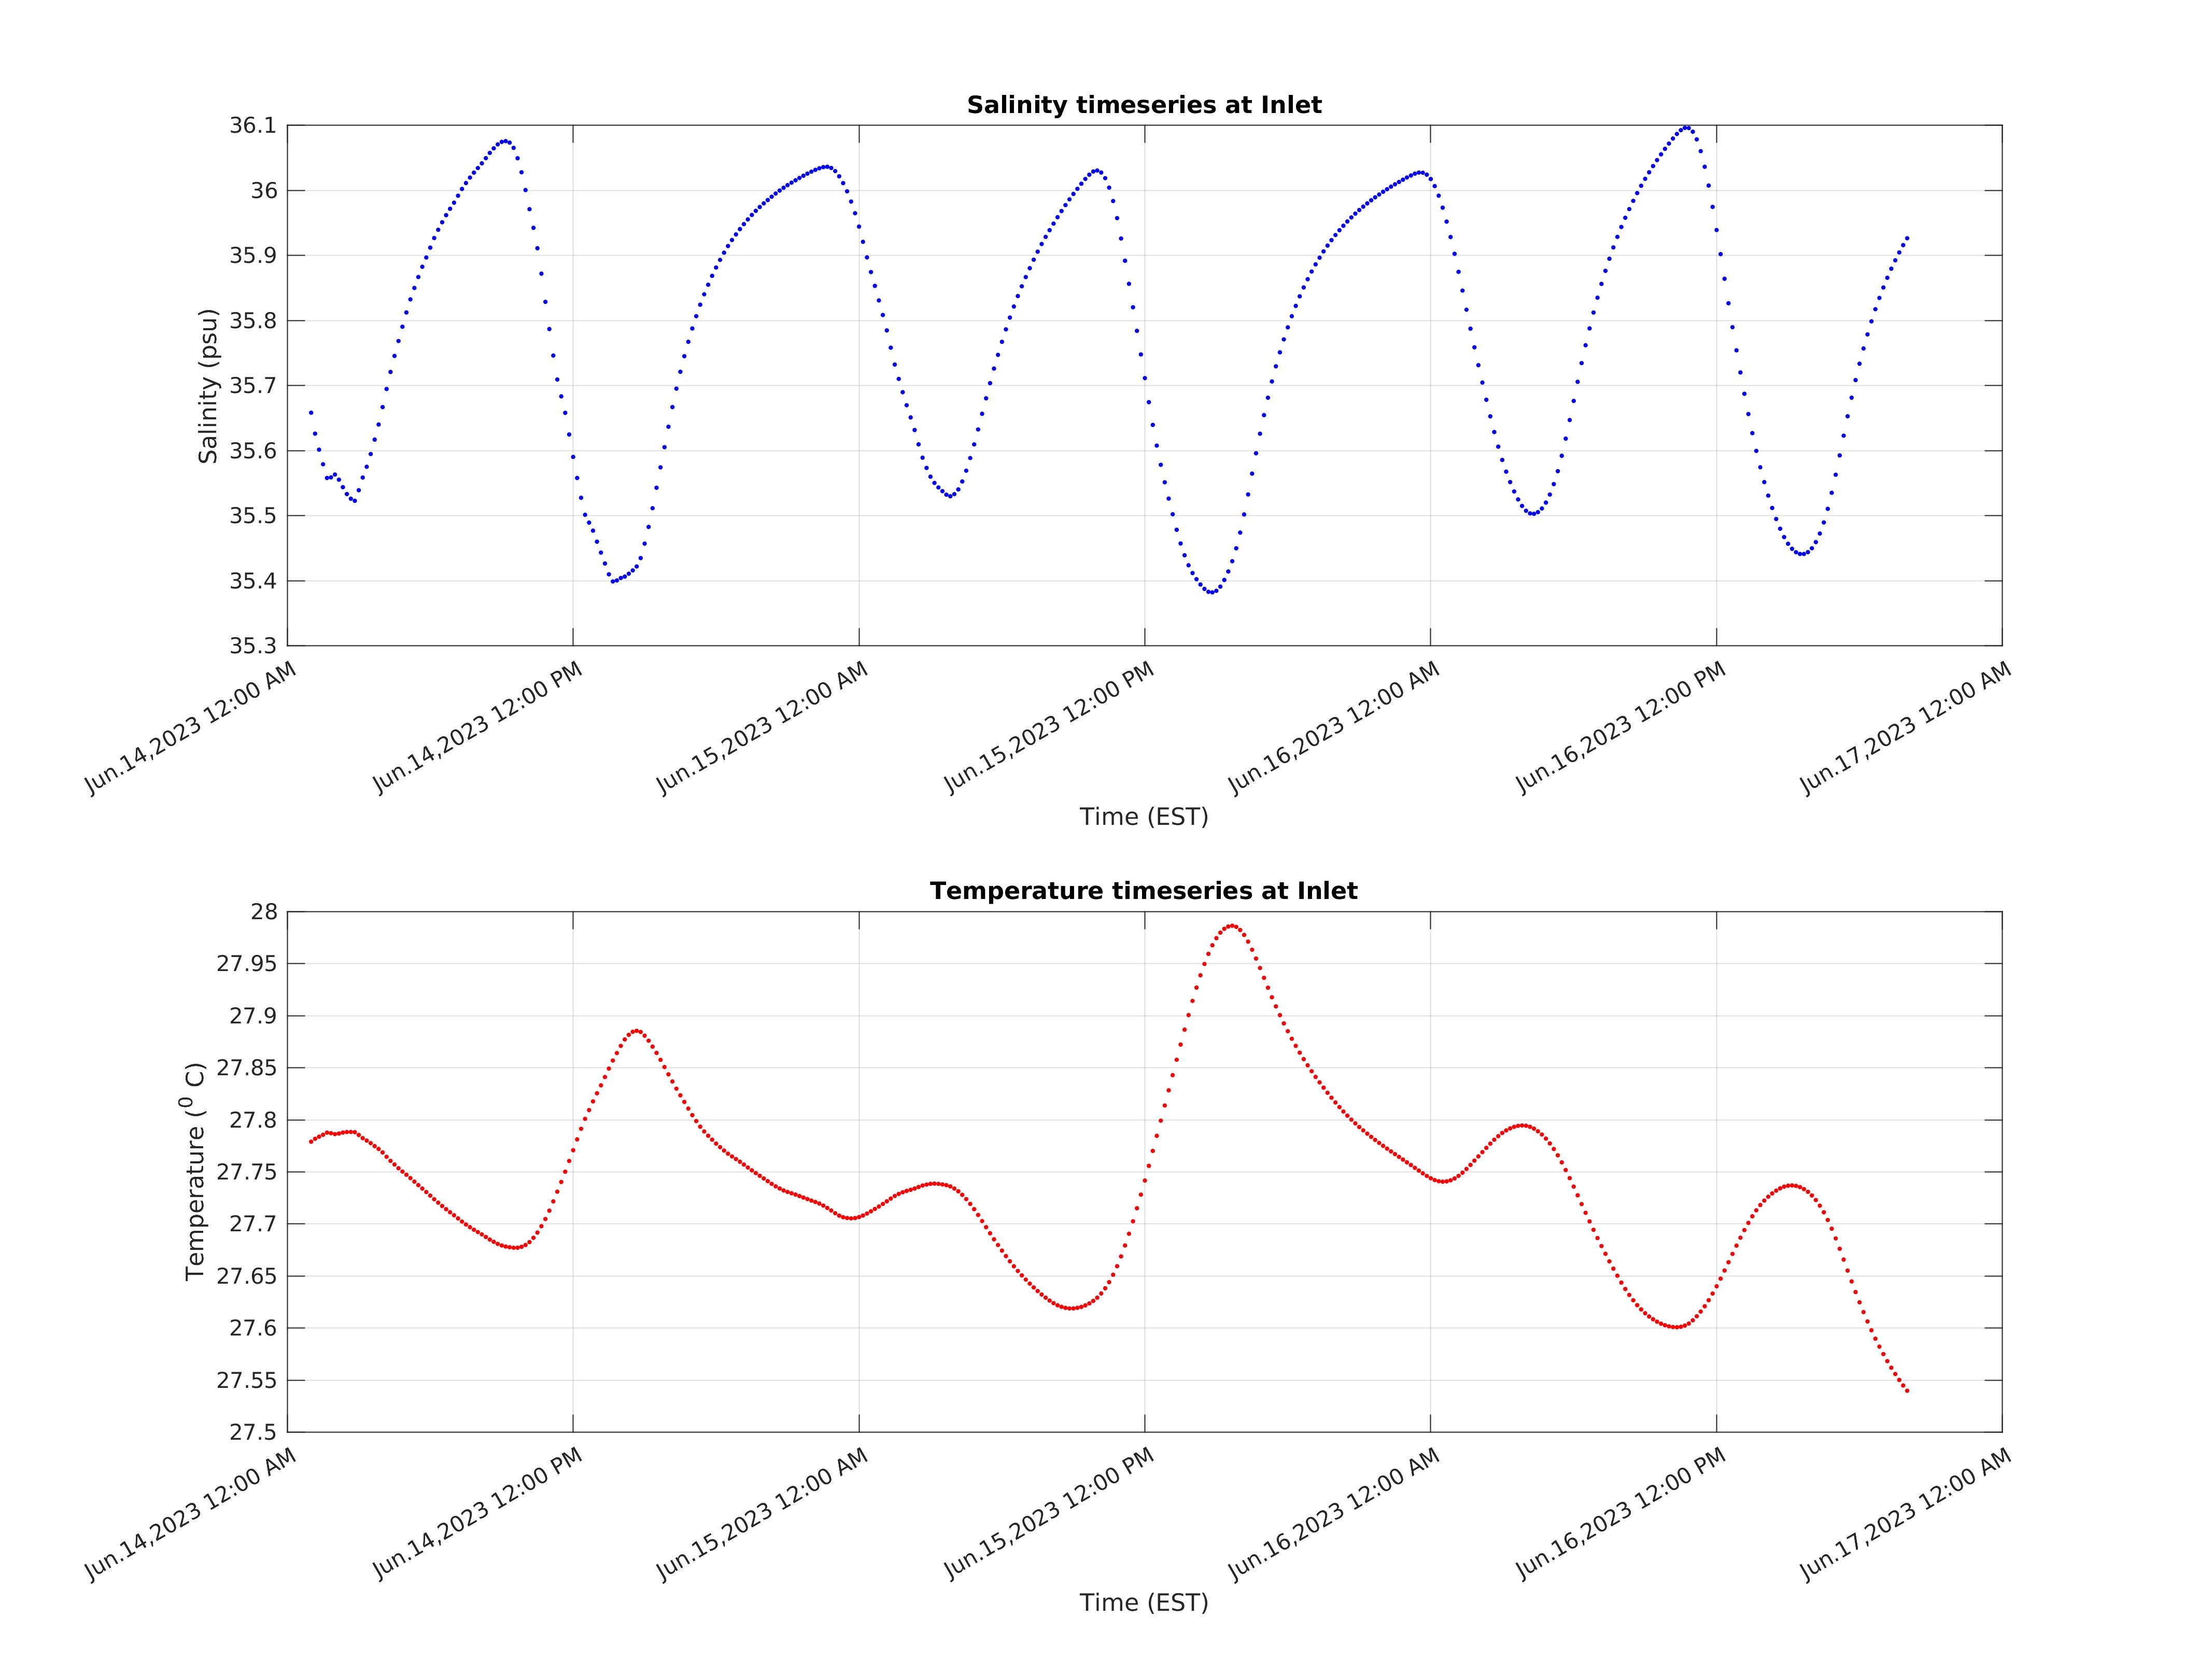 Salinity timeseries at Inlet
36.1
36
35.9
35.8
35.7
35.6
35.5
35.4
35.3
Salinity (psu)
Jun.14,2023 12:00 AM
Jun.14,2023 12:00 PM
Jun.15,2023 12:00 AM
Jun.15,2023 12:00 PM
Jun.16,2023 12:00 AM
Jun.16,2023 12:00 PM
Jun.17,2023 12:00 AM
Time (EST)
Temperature timeseries at Inlet
28
27.95
27.9
27.85
27.8
27.75
27.7
27.65
27.6
27.55
27.5
Temperature (⁰ C)
Jun.14,2023 12:00 AM
Jun.14,2023 12:00 PM
Jun.15,2023 12:00 AM
Jun.15,2023 12:00 PM
Jun.16,2023 12:00 AM
Jun.16,2023 12:00 PM
Jun.17,2023 12:00 AM
Time (EST)